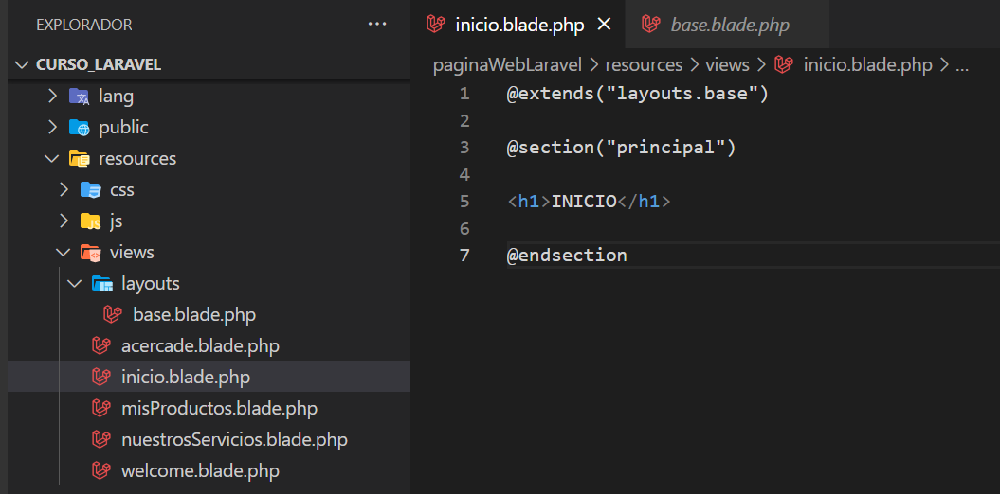 EXPLORADOR ...
CURSO_LARAVEL
lang
public
resources
css
js
views
layouts
base.blade.php
acercade.blade.php
inicio.blade.php
misProductos.blade.php
nuestrosServicios.blade.php
welcome.blade.php
inicio.blade.php × base.blade.php
paginaWebLaravel > resources > views > inicio.blade.php > ...
1 @extends("layouts.base")
2
3 @section("principal")
4
5 <h1>INICIO</h1>
6
7 @endsection